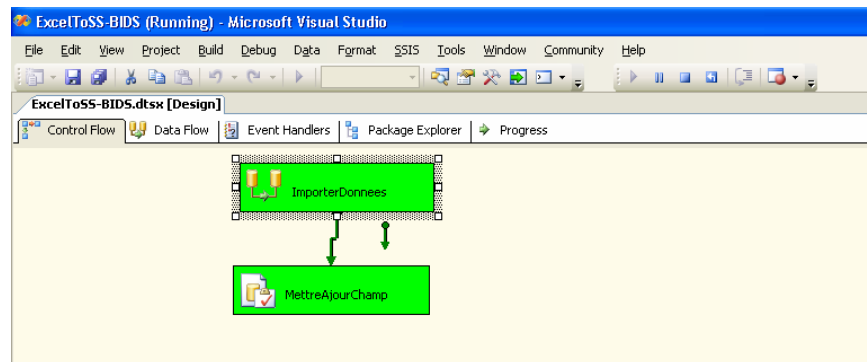 ExcelToSS-BIDS (Running) - Microsoft Visual Studio
File Edit View Project Build Debug Data Format SSIS Tools Window Community Help
ExcelToSS-BIDS.dtsx [Design]
Control Flow Data Flow Event Handlers Package Explorer Progress
ImporterDonnees
MettreAjourChamp